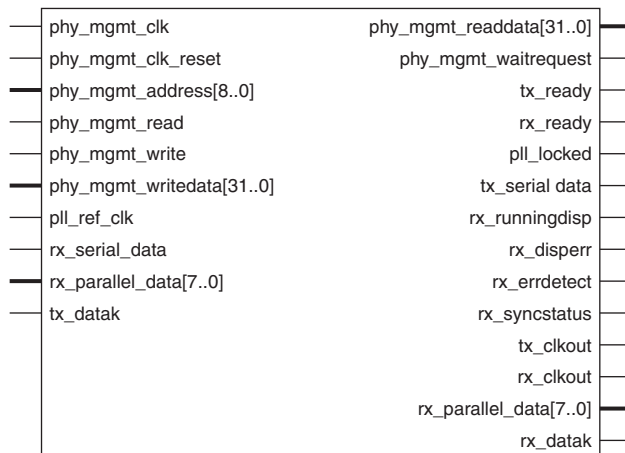 phy_mgmt_clk
phy_mgmt_clk_reset
phy_mgmt_address[8..0]
phy_mgmt_read
phy_mgmt_write
phy_mgmt_writedata[31..0]
pll_ref_clk
rx_serial_data
rx_parallel_data[7..0]
tx_datak
phy_mgmt_readdata[31..0]
phy_mgmt_waitrequest
tx_ready
rx_ready
pll_locked
tx_serial data
rx_runningdisp
rx_disperr
rx_errdetect
rx_syncstatus
tx_clkout
rx_clkout
rx_parallel_data[7..0]
rx_datak